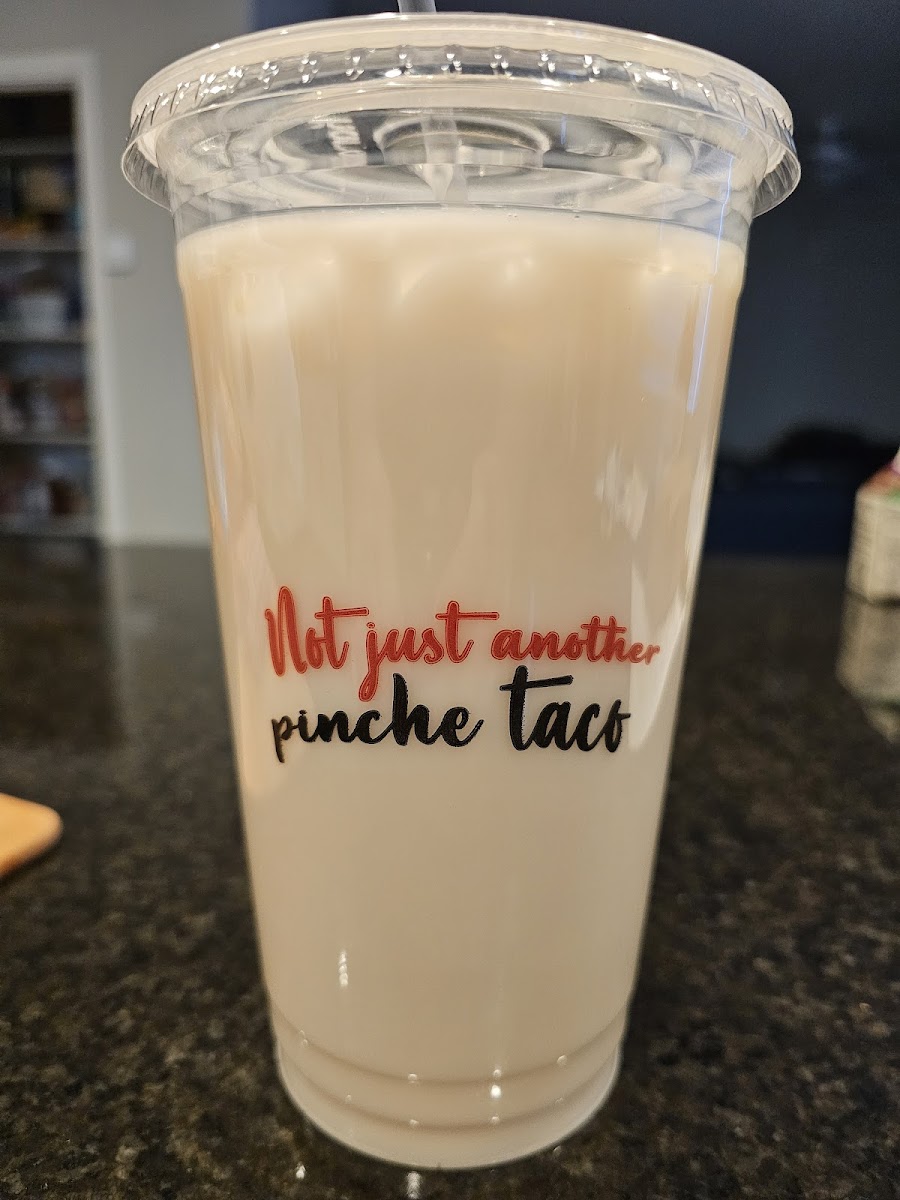 Not just another
pinche taco